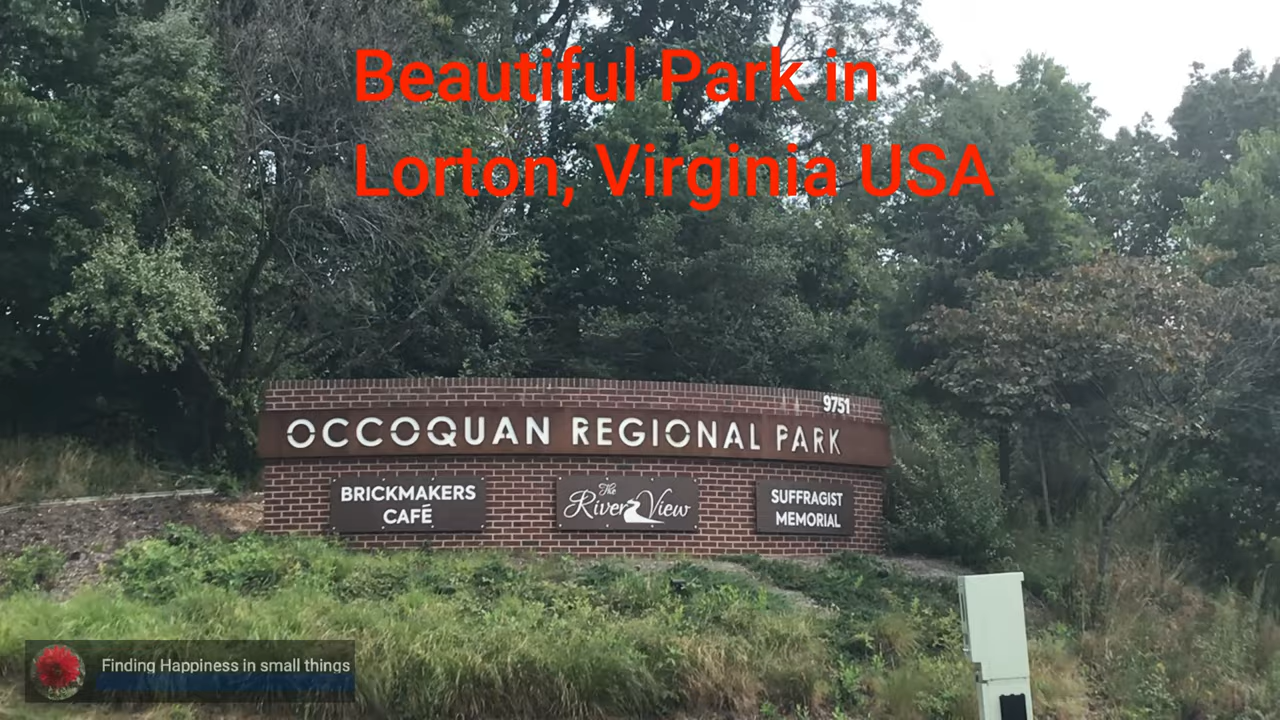 Beautiful Park in
Lorton, Virginia USA
9751
OCCOQUAN REGIONAL PARK
BRICKMAKERS
CAFÉ
The
River View
SUFFRAGIST
MEMORIAL
Finding Happiness in small things